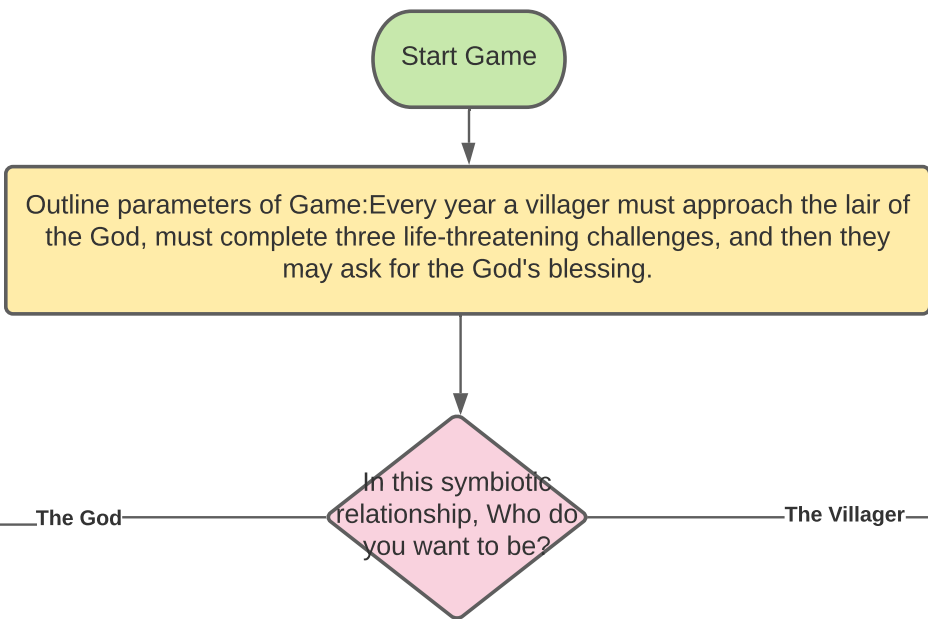 Start Game
Outline parameters of Game:Every year a villager must approach the lair of
the God, must complete three life-threatening challenges, and then they
may ask for the God's blessing.
In this symbiotic
relationship, Who do
you want to be?
The God
The Villager